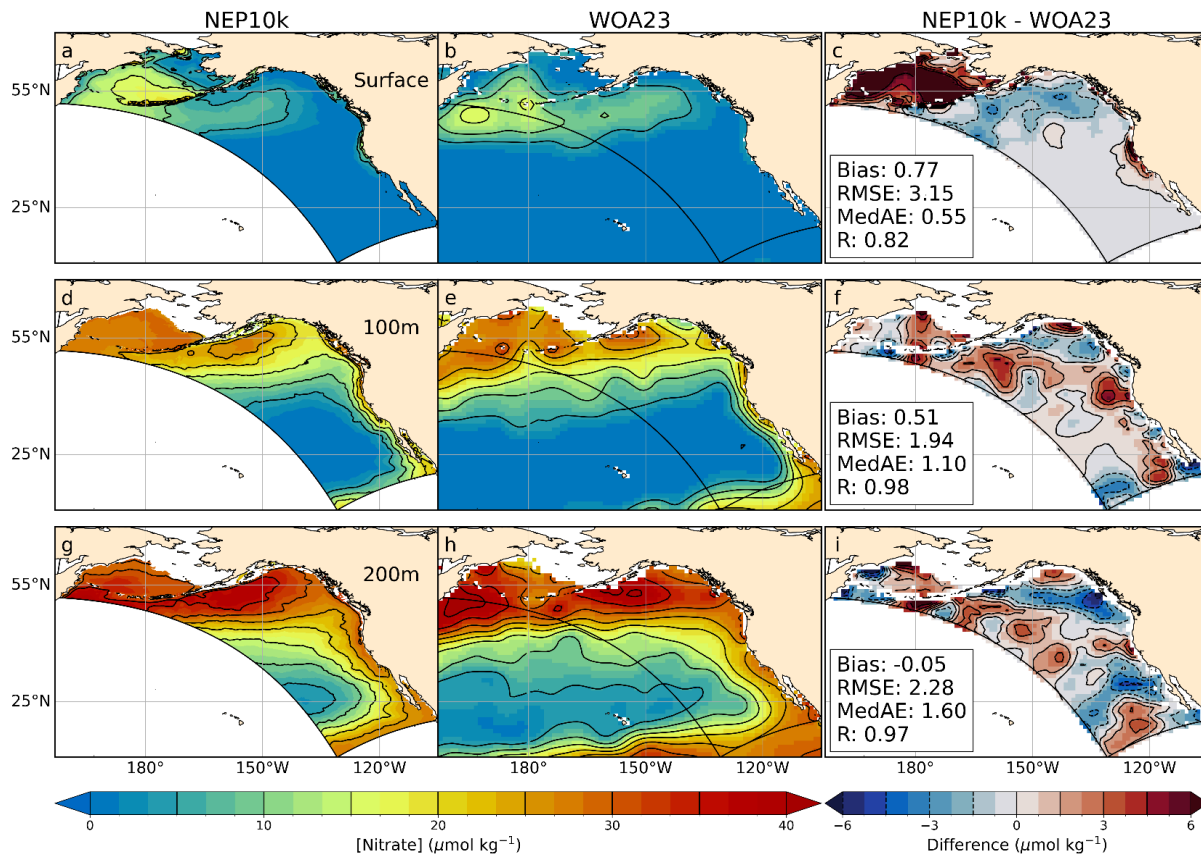 NEP10k WOA23 NEP10k - WOA23
a Surface b c
55°N
25°N
Bias: 0.77
RMSE: 3.15
MedAE: 0.55
R: 0.82
d 100m e f
55°N
25°N
Bias: 0.51
RMSE: 1.94
MedAE: 1.10
R: 0.98
g 200m h i
55°N
25°N
Bias: -0.05
RMSE: 2.28
MedAE: 1.60
R: 0.97
180° 150°W 120°W 180° 150°W 120°W 180° 150°W 120°W
0 10 20 30 40 −6 −3 0 3 6
[Nitrate] (μmol kg⁻¹) Difference (μmol kg⁻¹)